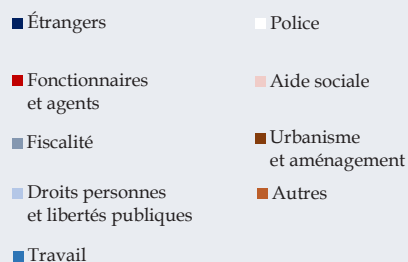 Étrangers
Fonctionnaires
et agents
Fiscalité
Droits personnes
et libertés publiques
Travail
Police
Aide sociale
Urbanisme
et aménagement
Autres